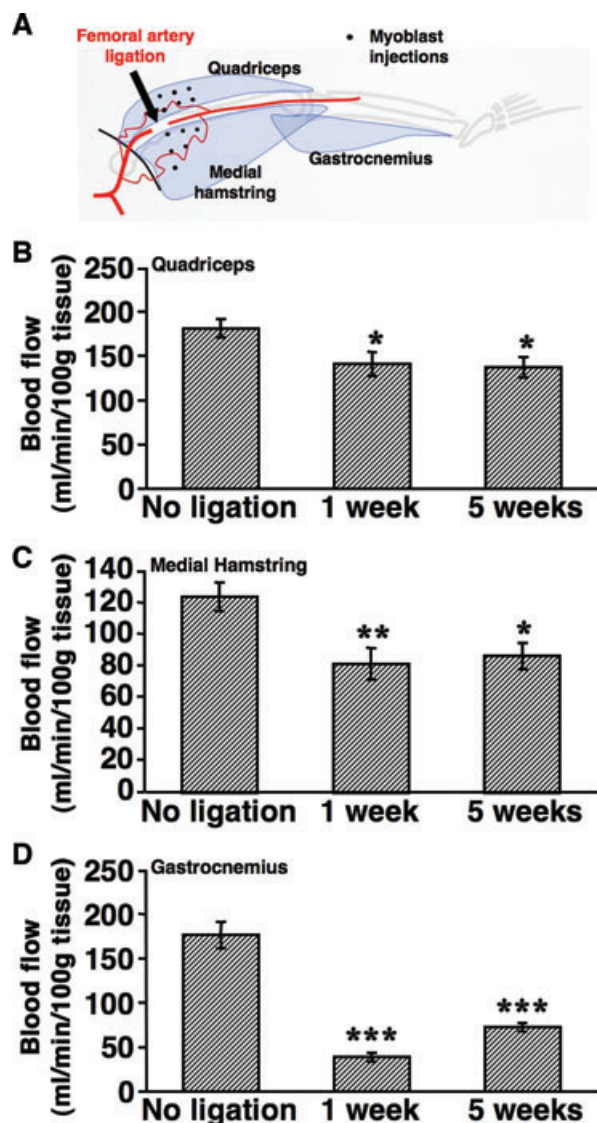 A
Femoral artery
ligation
• Myoblast
injections
Quadriceps
Gastrocnemius
Medial
hamstring
B
Quadriceps
Blood flow
(ml/min/100g tissue)
250
200
150
100
50
0
*
*
No ligation 1 week 5 weeks
C
Medial Hamstring
Blood flow
(ml/min/100g tissue)
140
120
100
80
60
40
20
0
**
*
No ligation 1 week 5 weeks
D
Gastrocnemius
Blood flow
(ml/min/100g tissue)
250
200
150
100
50
0
***
***
No ligation 1 week 5 weeks